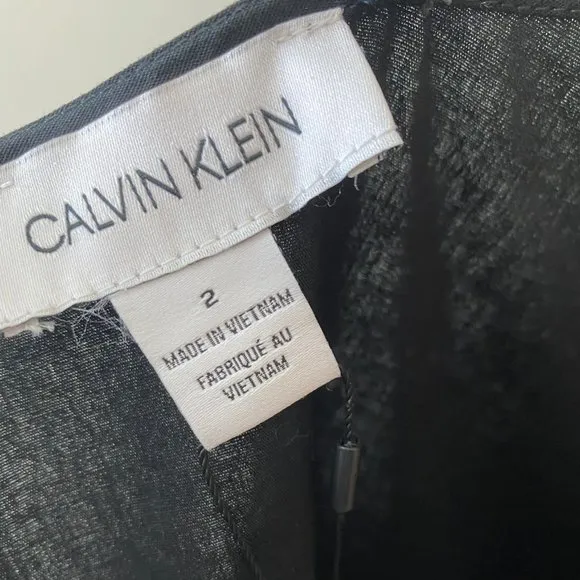 CALVIN KLEIN
2
MADE IN VIETNAM
FABRIQUÉ AU
VIETNAM